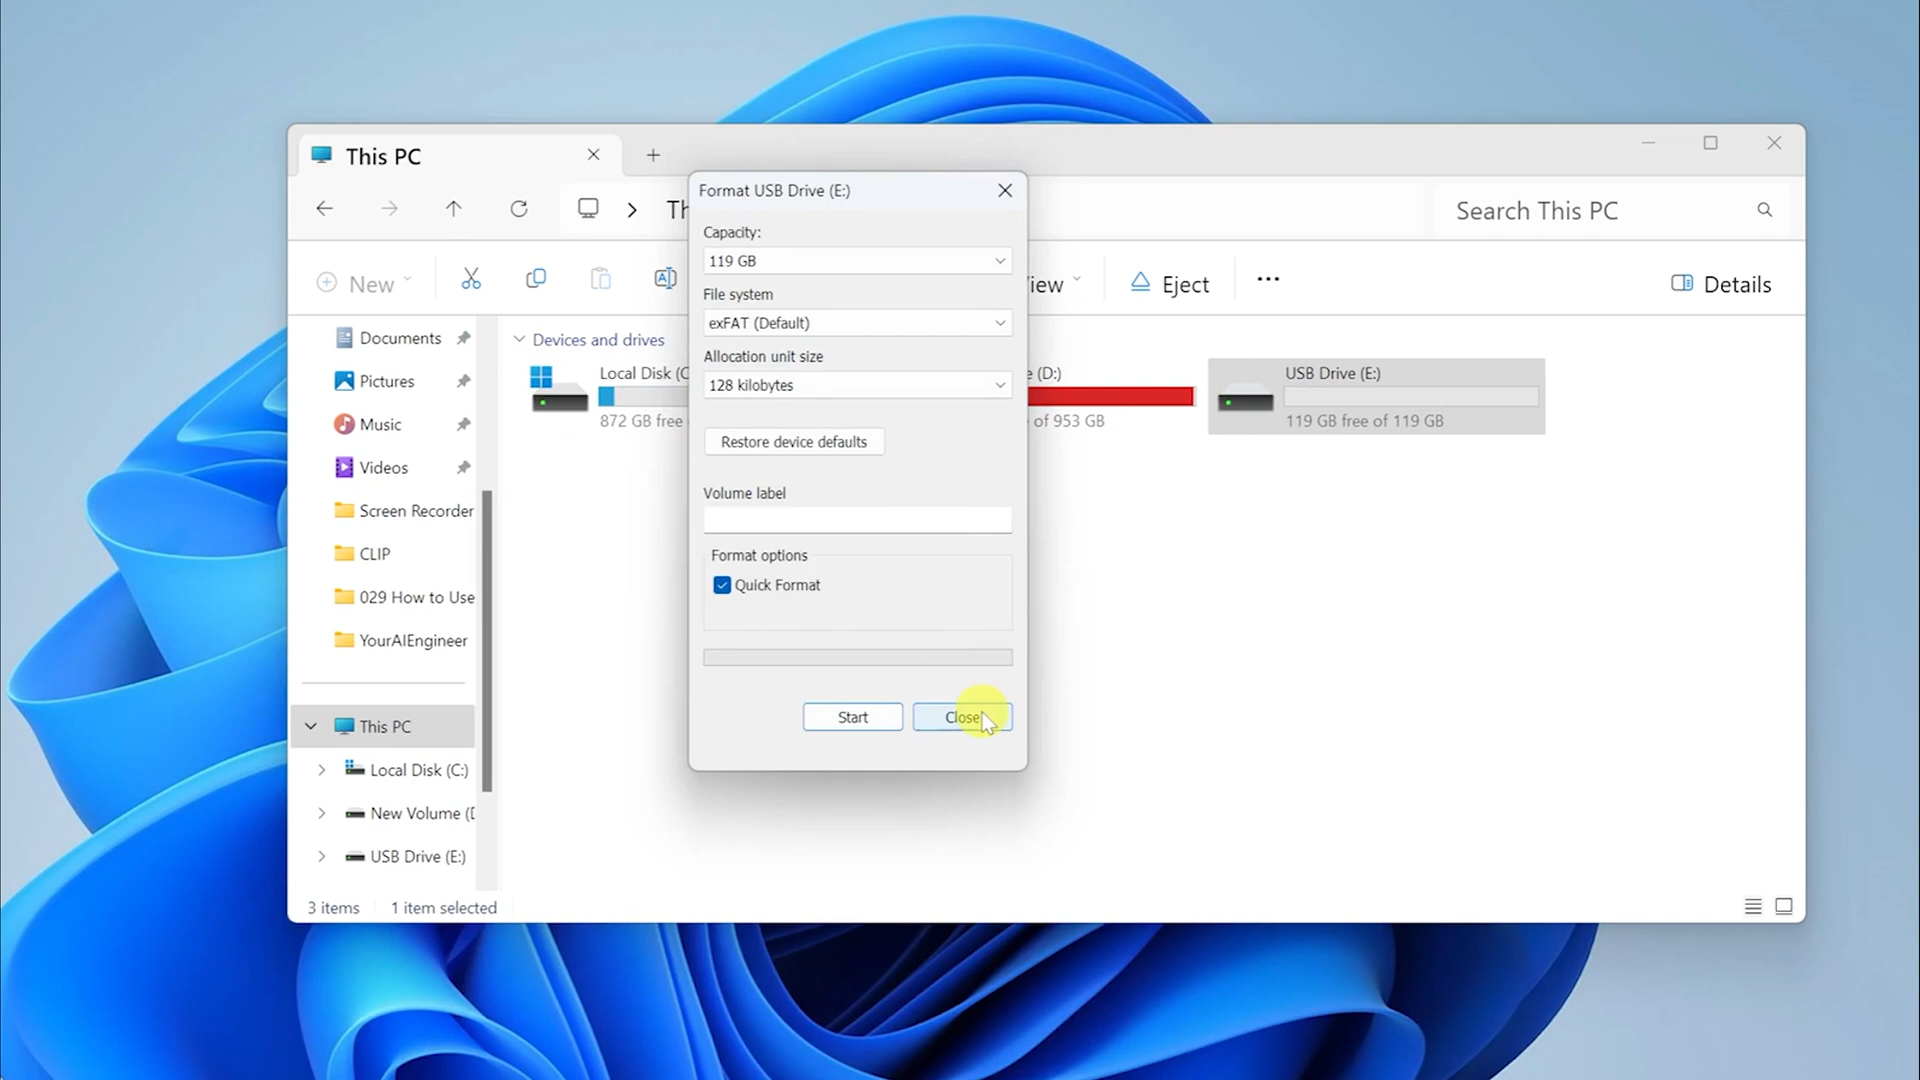 This PC
Th
Search This PC
New
iew
Eject
Details
Documents
Pictures
Music
Videos
Screen Recorder
CLIP
029 How to Use
YourAIEngineer
This PC
Local Disk (C:)
New Volume (D
USB Drive (E:)
Devices and drives
Local Disk (C
872 GB free
e (D:)
of 953 GB
USB Drive (E:)
119 GB free of 119 GB
Format USB Drive (E:)
Capacity:
119 GB
File system
exFAT (Default)
Allocation unit size
128 kilobytes
Restore device defaults
Volume label
Format options
Quick Format
Start
Close
3 items
1 item selected